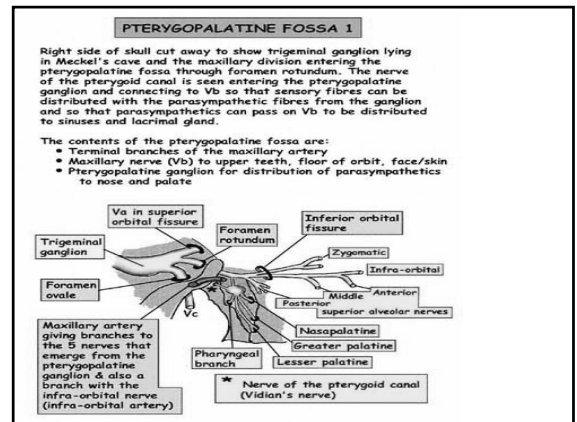 PTERYGOPALATINE FOSSA 1
Right side of skull cut away to show trigeminal ganglion lying
in Meckel's cave and the maxillary division entering the
pterygopalatine fossa through foramen rotundum. The nerve
of the pterygoid canal is seen entering the pterygopalatine
ganglion and connecting to Vb so that sensory fibres can be
distributed with the parasympathetic fibres from the ganglion
and so that parasympathetics can pass on Vb to be distributed
to sinuses and lacrimal gland.
The contents of the pterygopalatine fossa are:
• Terminal branches of the maxillary artery
• Maxillary nerve (Vb) to upper teeth, floor of orbit, face/skin
• Pterygopalatine ganglion for distribution of parasympathetics
to nose and palate
Va in superior
orbital fissure
Foramen
rotundum
Inferior orbital
fissure
Trigeminal
ganglion
Zygomatic
Infra-orbital
Foramen
ovale
Vc
*
Posterior
Middle
Anterior
superior alveolar nerves
Maxillary artery
giving branches to
the 5 nerves that
emerge from the
pterygopalatine
ganglion & also a
branch with the
infra-orbital nerve
(infra-orbital artery)
Nasopalatine
Greater palatine
Lesser palatine
Pharyngeal
branch
* Nerve of the pterygoid canal
(Vidian's nerve)